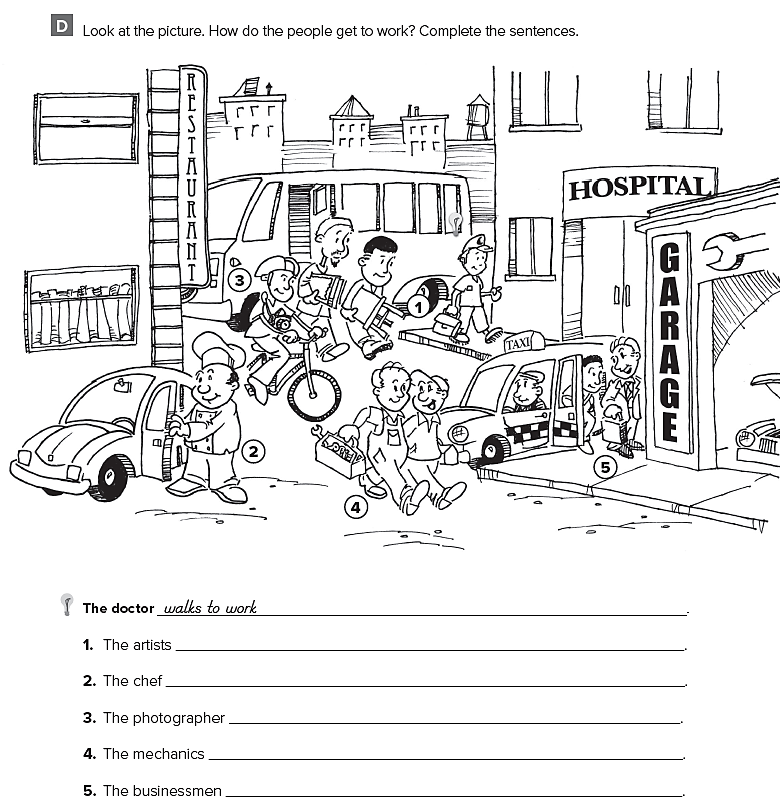 D Look at the picture. How do the people get to work? Complete the sentences.
RESTAURANT
HOSPITAL
GARAGE
TAXI
TOOLS
3
1
2
4
5
The doctor walks to work.
1. The artists .
2. The chef .
3. The photographer .
4. The mechanics .
5. The businessmen .